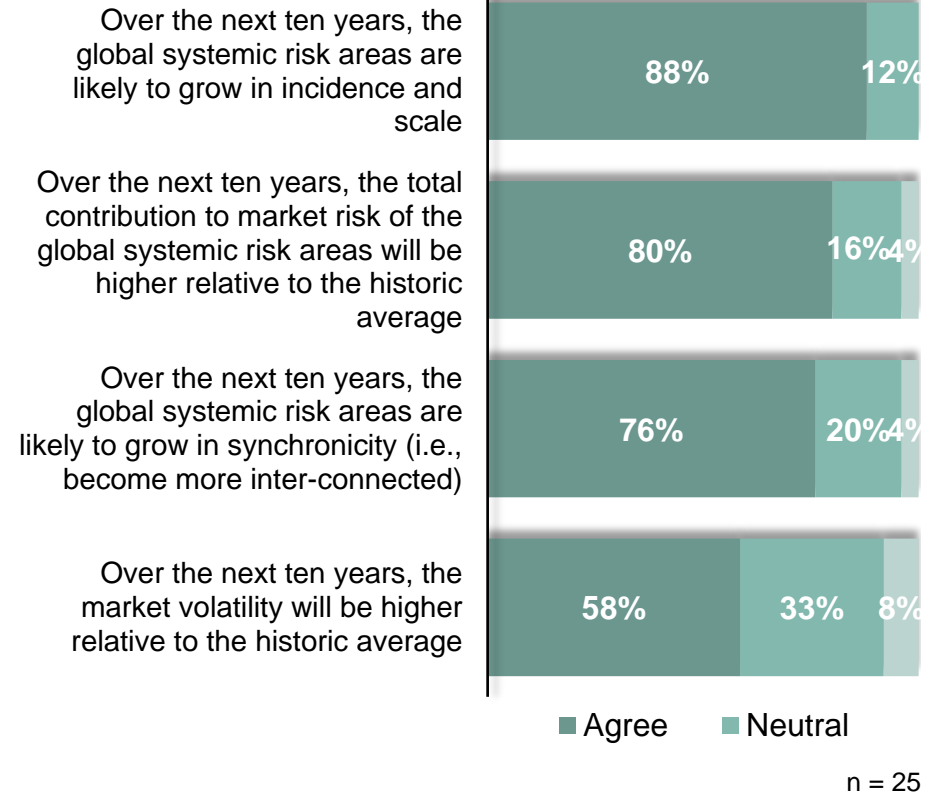 Over the next ten years, the
global systemic risk areas are
likely to grow in incidence and
scale
88%
12%
Over the next ten years, the total
contribution to market risk of the
global systemic risk areas will be
higher relative to the historic
average
80%
16%
4%
Over the next ten years, the
global systemic risk areas are
likely to grow in synchronicity (i.e.,
become more inter-connected)
76%
20%
4%
Over the next ten years, the
market volatility will be higher
relative to the historic average
58%
33%
8%
Agree
Neutral
n = 25